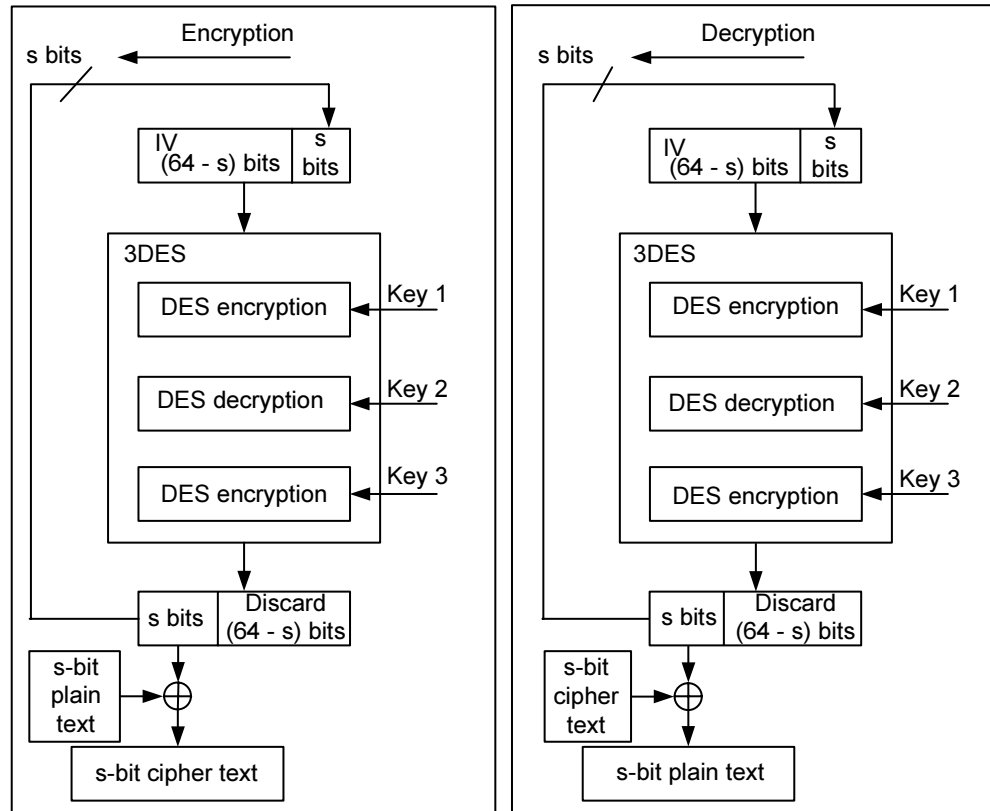 Encryption
s bits
IV
(64 - s) bits
s
bits
3DES
DES encryption
Key 1
DES decryption
Key 2
DES encryption
Key 3
s bits
Discard
(64 - s) bits
s-bit
plain
text
s-bit cipher text
Decryption
s bits
IV
(64 - s) bits
s
bits
3DES
DES encryption
Key 1
DES decryption
Key 2
DES encryption
Key 3
s bits
Discard
(64 - s) bits
s-bit
cipher
text
s-bit plain text